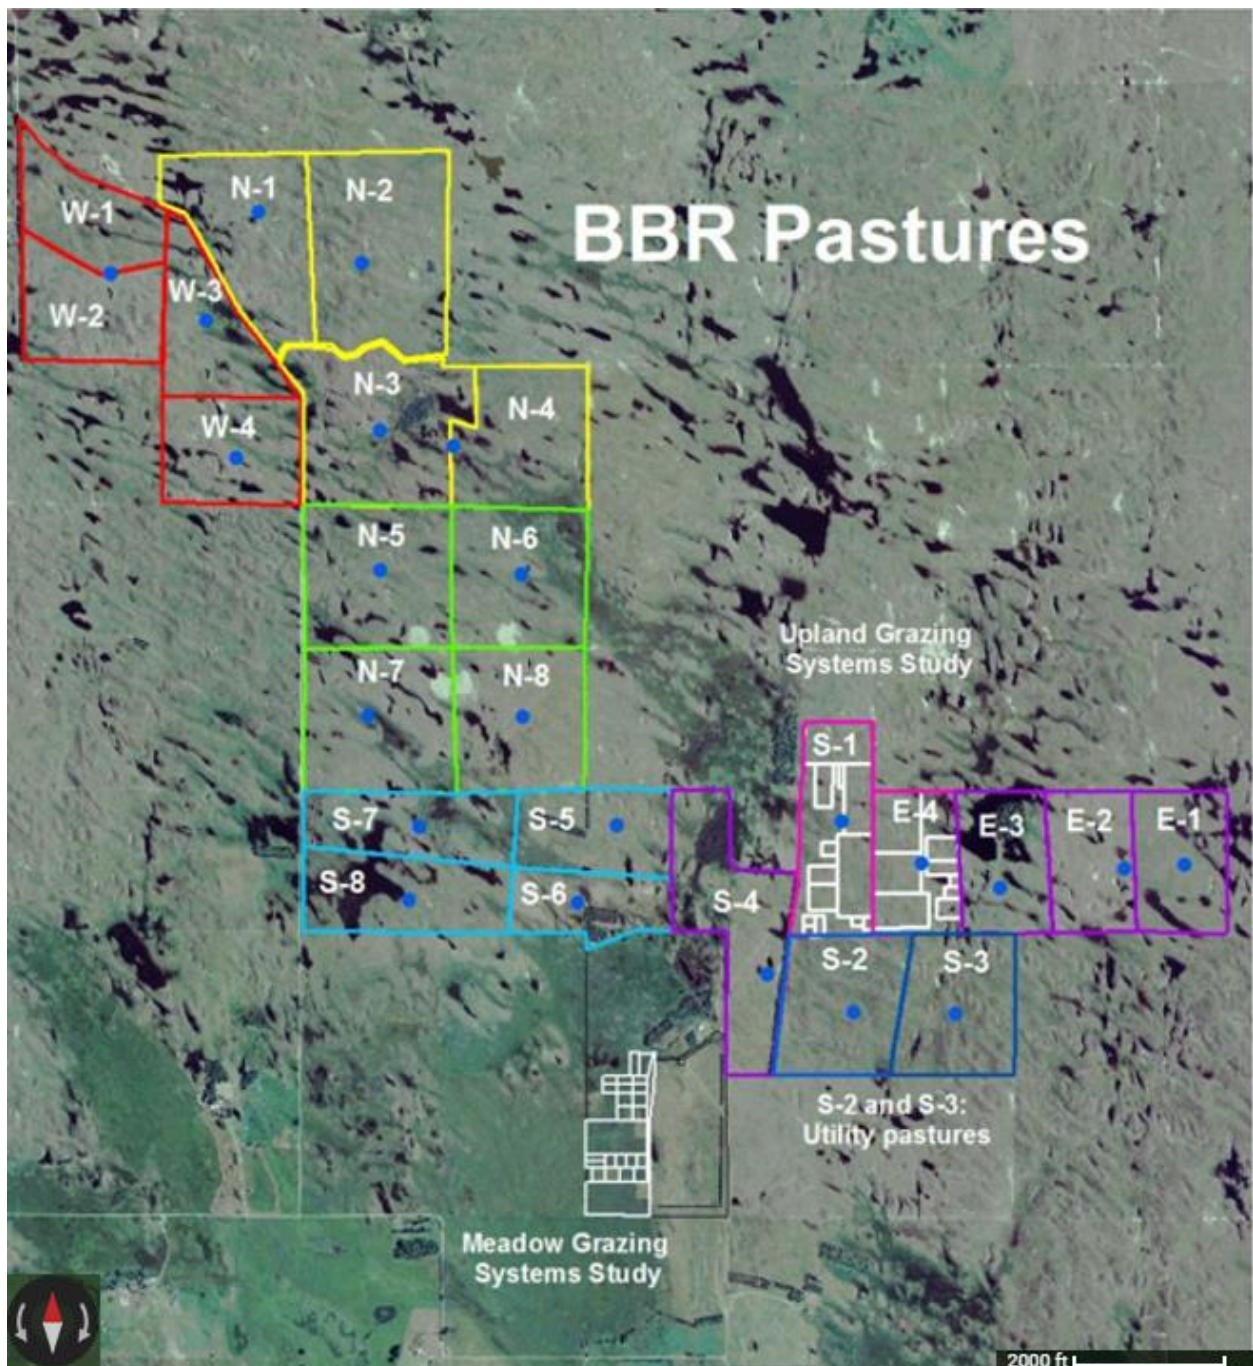 BBR Pastures
N-1
N-2
W-1
W-3
W-2
N-3
N-4
W-4
N-5
N-6
Upland Grazing
Systems Study
N-7
N-8
S-1
S-7
S-5
E-4
E-3
E-2
E-1
S-8
S-6
S-4
S-2
S-3
S-2 and S-3:
Utility pastures
Meadow Grazing
Systems Study
2000 ft